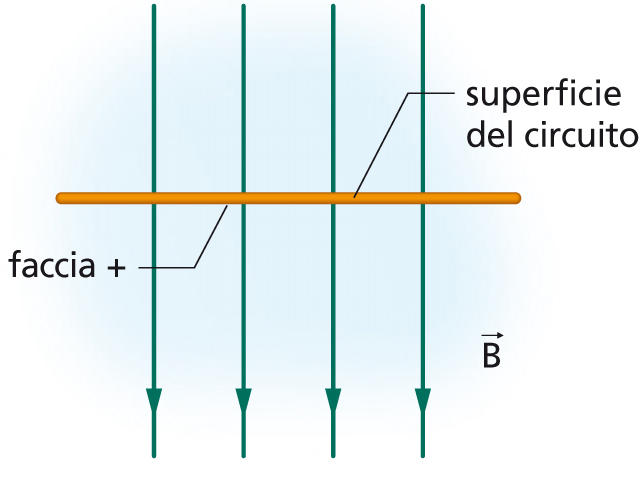 superficie
del circuito
faccia +
B